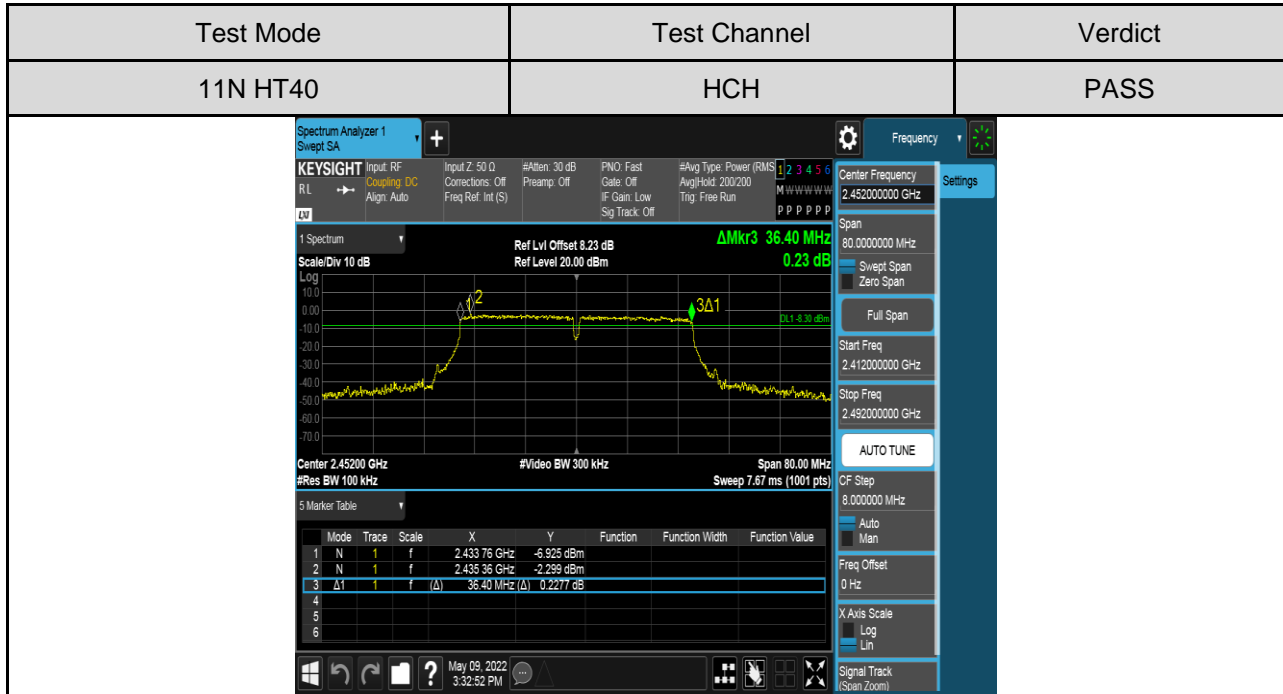 Test Mode Test Channel Verdict
11N HT40 HCH PASS
Spectrum Analyzer 1
Swept SA
+
Frequency
KEYSIGHT
RL
LXI
Input: RF
Coupling: DC
Align: Auto
Input Z: 50 Ω
Corrections: Off
Freq Ref: Int (S)
#Atten: 30 dB
Preamp: Off
PNO: Fast
Gate: Off
IF Gain: Low
Sig Track: Off
#Avg Type: Power (RMS
Avg|Hold: 200/200
Trig: Free Run
1 2 3 4 5 6
M W W W W W
P P P P P P
Center Frequency
2.452000000 GHz
Settings
1 Spectrum
Scale/Div 10 dB
Ref Lvl Offset 8.23 dB
Ref Level 20.00 dBm
ΔMkr3 36.40 MHz
0.23 dB
Log
10.0
0.00
-10.0
-20.0
-30.0
-40.0
-50.0
-60.0
-70.0
1
2
3Δ1
DL1 -8.30 dBm
Center 2.45200 GHz
#Res BW 100 kHz
#Video BW 300 kHz
Span 80.00 MHz
Sweep 7.67 ms (1001 pts)
Span
80.0000000 MHz
Swept Span
Zero Span
Full Span
Start Freq
2.412000000 GHz
Stop Freq
2.492000000 GHz
AUTO TUNE
CF Step
8.000000 MHz
Auto
Man
Freq Offset
0 Hz
X Axis Scale
Log
Lin
Signal Track
(Span Zoom)
5 Marker Table
Mode Trace Scale X Y Function Function Width Function Value
1 N 1 f 2.433 76 GHz -6.925 dBm
2 N 1 f 2.435 36 GHz -2.299 dBm
3 Δ1 1 f (Δ) 36.40 MHz (Δ) 0.2277 dB
4
5
6
?
May 09, 2022
3:32:52 PM